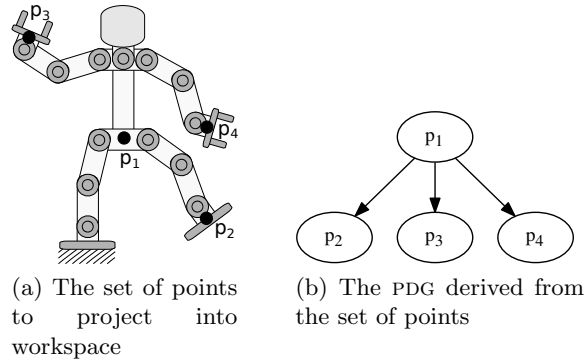 p3
p4
p1
p2
(a) The set of points
to project into
workspace
p1
p2 p3 p4
(b) The PDG derived from
the set of points